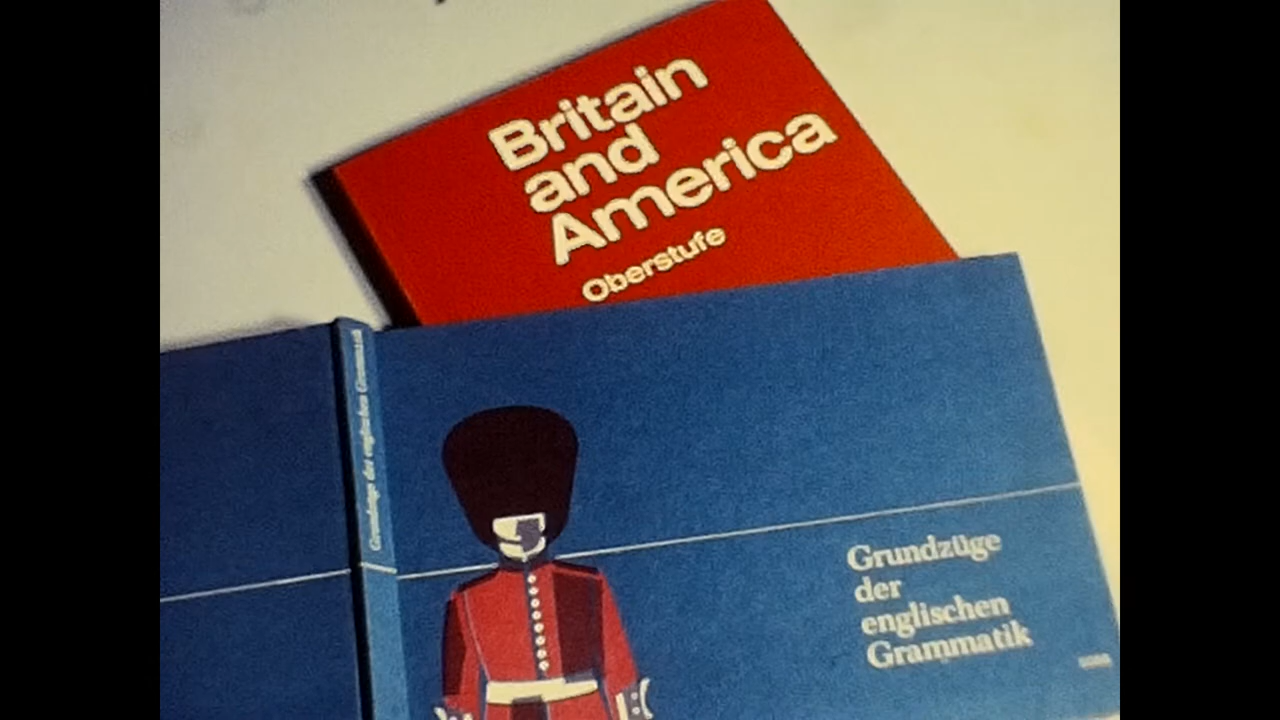 Britain
and
America
Oberstufe
Grundzüge der englischen Grammatik
Grundzüge
der
englischen
Grammatik